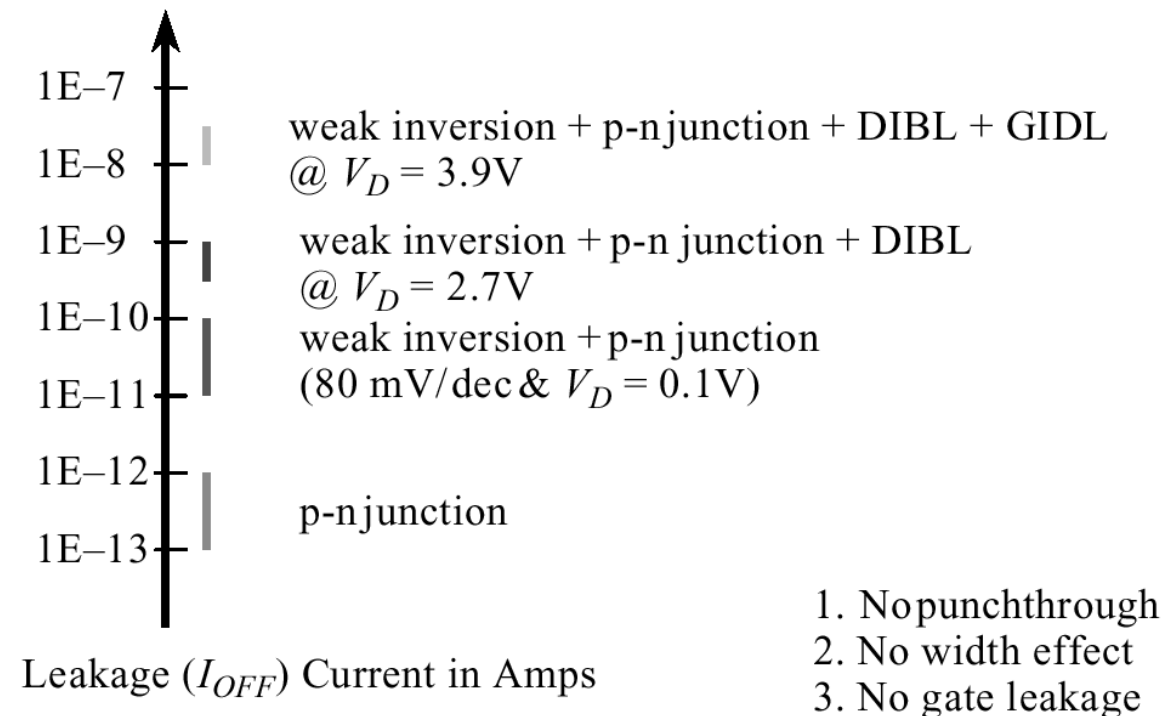 1E–7
weak inversion + p-n junction + DIBL + GIDL
1E–8
@ V_D = 3.9V
1E–9
weak inversion + p-n junction + DIBL
@ V_D = 2.7V
1E–10
weak inversion + p-n junction
1E–11
(80 mV/dec & V_D = 0.1V)
1E–12
p-n junction
1E–13
1. No punchthrough
2. No width effect
Leakage (I_OFF) Current in Amps
3. No gate leakage